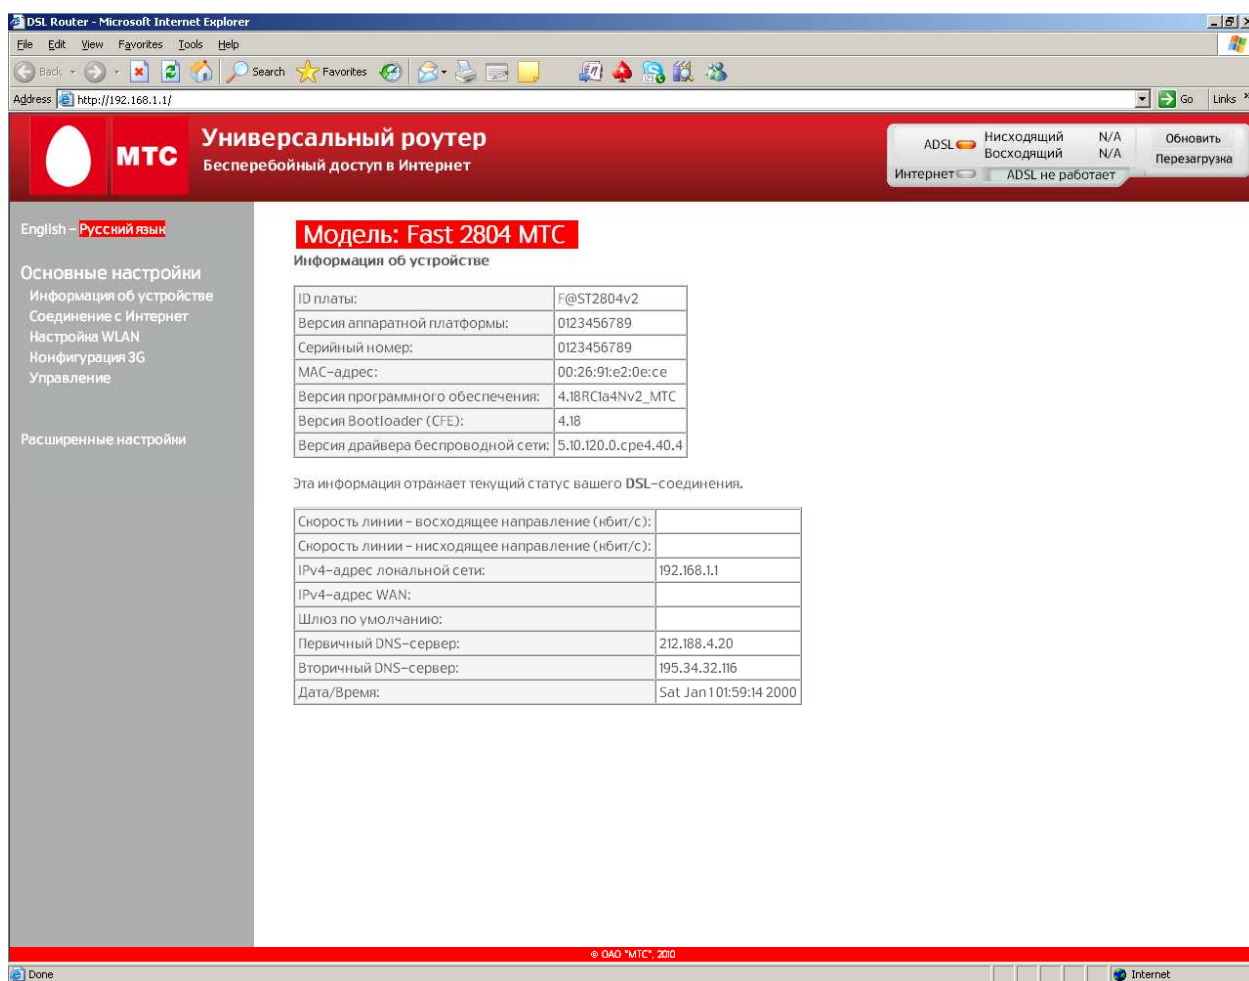 DSL Router - Microsoft Internet Explorer
File Edit View Favorites Tools Help
Back Search Favorites
Address http://192.168.1.1/ Go Links »
МТС
Универсальный роутер
Бесперебойный доступ в Интернет
ADSL Нисходящий N/A
Восходящий N/A
Интернет ADSL не работает
Обновить
Перезагрузка
English – Русский язык
Основные настройки
Информация об устройстве
Соединение с Интернет
Настройка WLAN
Конфигурация 3G
Управление
Расширенные настройки
Модель: Fast 2804 МТС
Информация об устройстве
ID платы: F@ST2804v2
Версия аппаратной платформы: 0123456789
Серийный номер: 0123456789
MAC-адрес: 00:26:91:e2:0e:ce
Версия программного обеспечения: 4.18RC1a4Nv2_MTC
Версия Bootloader (CFE): 4.18
Версия драйвера беспроводной сети: 5.10.120.0.cpe4.40.4
Эта информация отражает текущий статус вашего DSL-соединения.
Скорость линии - восходящее направление (кбит/с):
Скорость линии - нисходящее направление (кбит/с):
IPv4-адрес локальной сети: 192.168.1.1
IPv4-адрес WAN:
Шлюз по умолчанию:
Первичный DNS-сервер: 212.188.4.20
Вторичный DNS-сервер: 195.34.32.116
Дата/Время: Sat Jan 1 01:59:14 2000
© ОАО "МТС", 2010
Done Internet